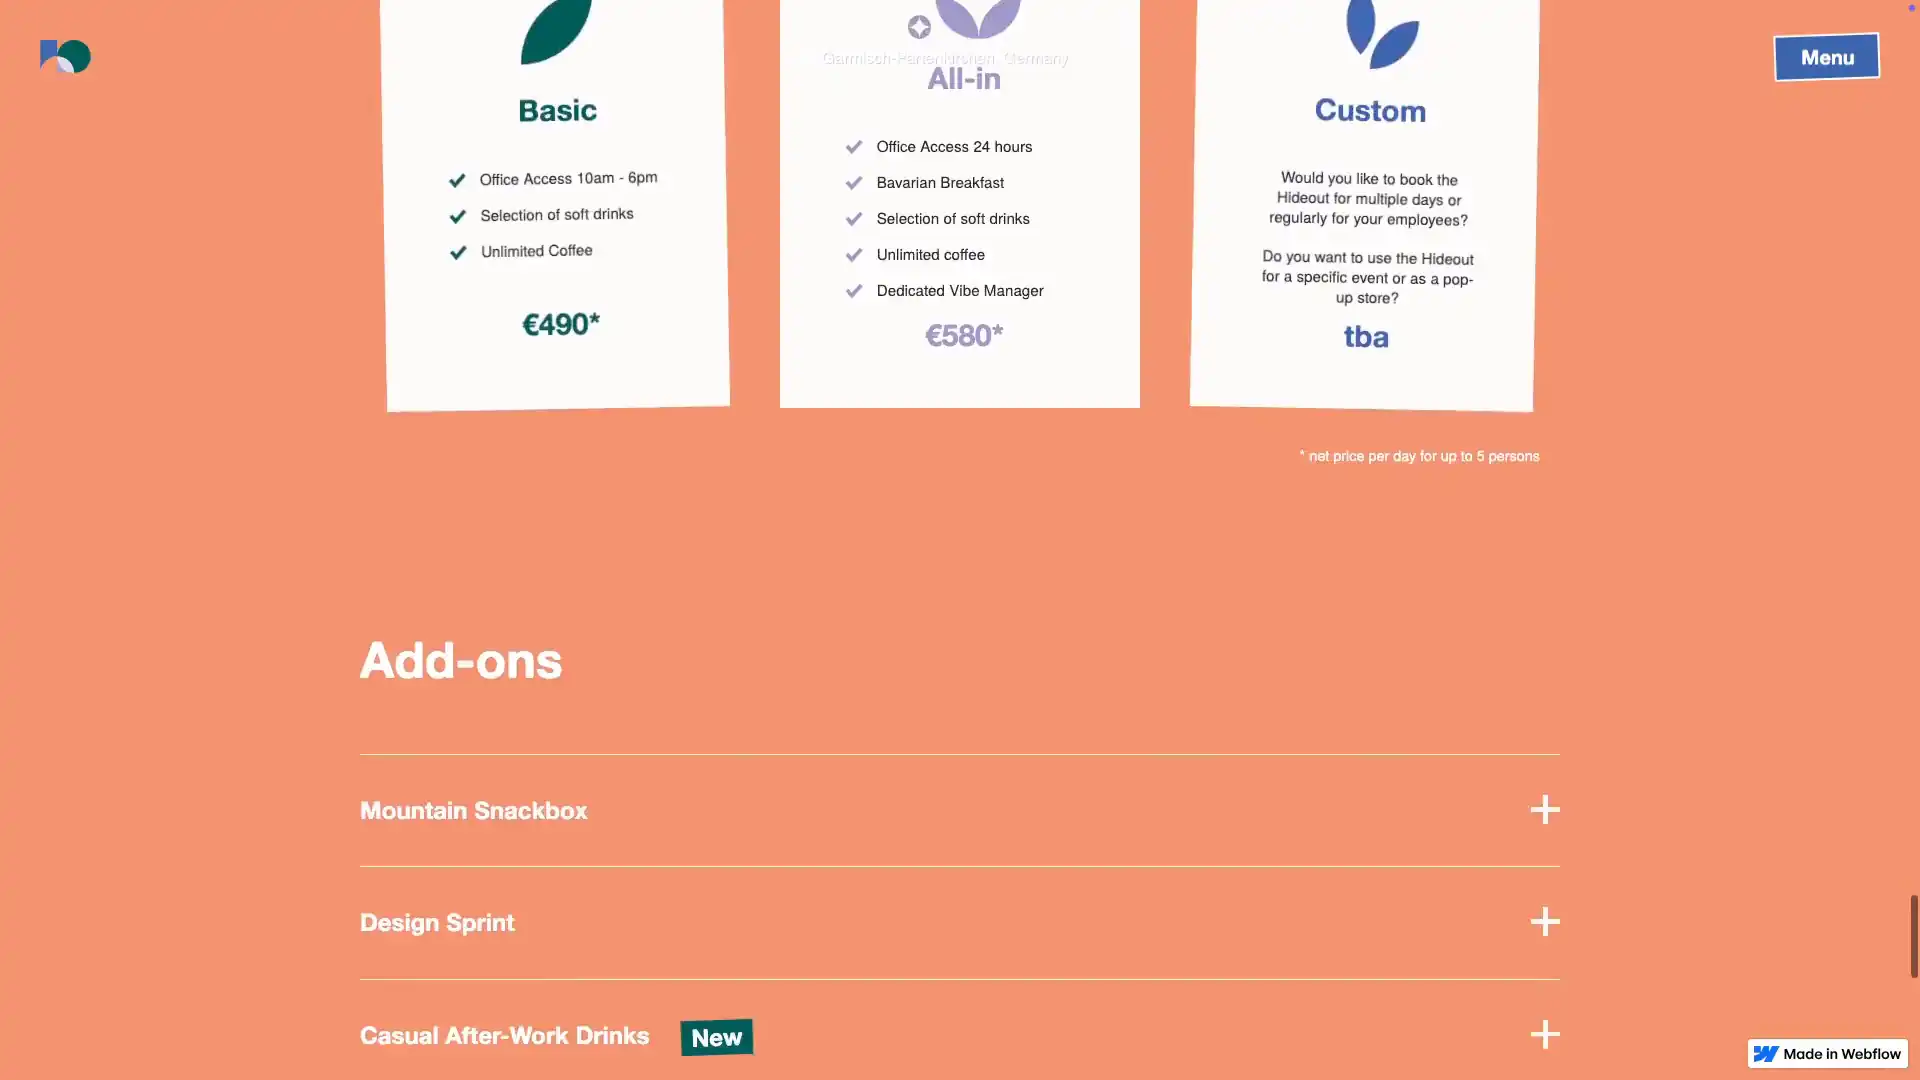 Menu
Garmisch-Partenkirchen, Germany
Basic
Office Access 10am - 6pm
Selection of soft drinks
Unlimited Coffee
€490*
All-in
Office Access 24 hours
Bavarian Breakfast
Selection of soft drinks
Unlimited coffee
Dedicated Vibe Manager
€580*
Custom
Would you like to book the
Hideout for multiple days or
regularly for your employees?
Do you want to use the Hideout
for a specific event or as a pop-
up store?
tba
* net price per day for up to 5 persons
Add-ons
Mountain Snackbox
Design Sprint
Casual After-Work Drinks
New
Made in Webflow